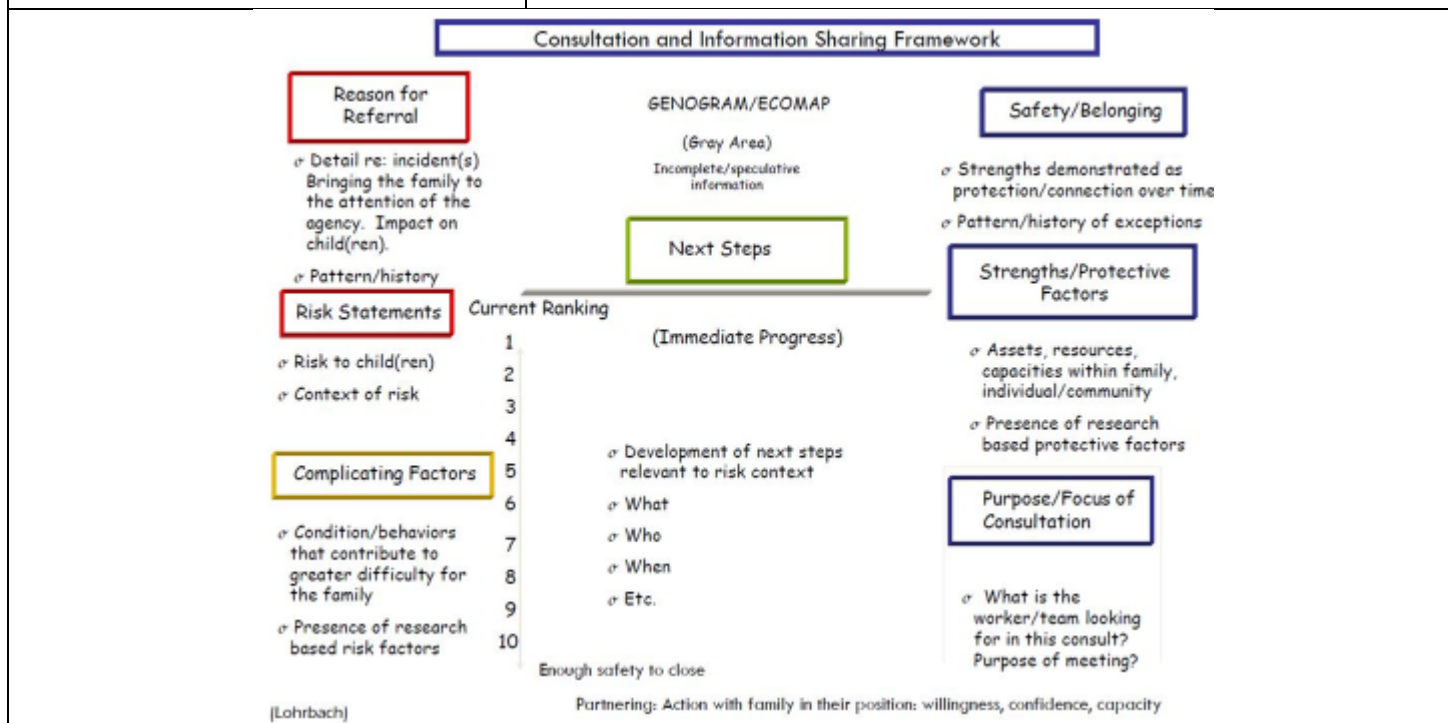 Consultation and Information Sharing Framework
Reason for
Referral
σ Detail re: incident(s)
Bringing the family to
the attention of the
agency. Impact on
child(ren).
σ Pattern/history
Risk Statements
σ Risk to child(ren)
σ Context of risk
Complicating Factors
σ Condition/behaviors
that contribute to
greater difficulty for
the family
σ Presence of research
based risk factors
GENOGRAM/ECOMAP
(Gray Area)
Incomplete/speculative
information
Next Steps
Current Ranking
(Immediate Progress)
1
2
3
4
5
6
7
8
9
10
σ Development of next steps
relevant to risk context
σ What
σ Who
σ When
σ Etc.
Enough safety to close
Safety/Belonging
σ Strengths demonstrated as
protection/connection over time
σ Pattern/history of exceptions
Strengths/Protective
Factors
σ Assets, resources,
capacities within family,
individual/community
σ Presence of research
based protective factors
Purpose/Focus of
Consultation
σ What is the
worker/team looking
for in this consult?
Purpose of meeting?
Partnering: Action with family in their position: willingness, confidence, capacity
(Lohrbach)